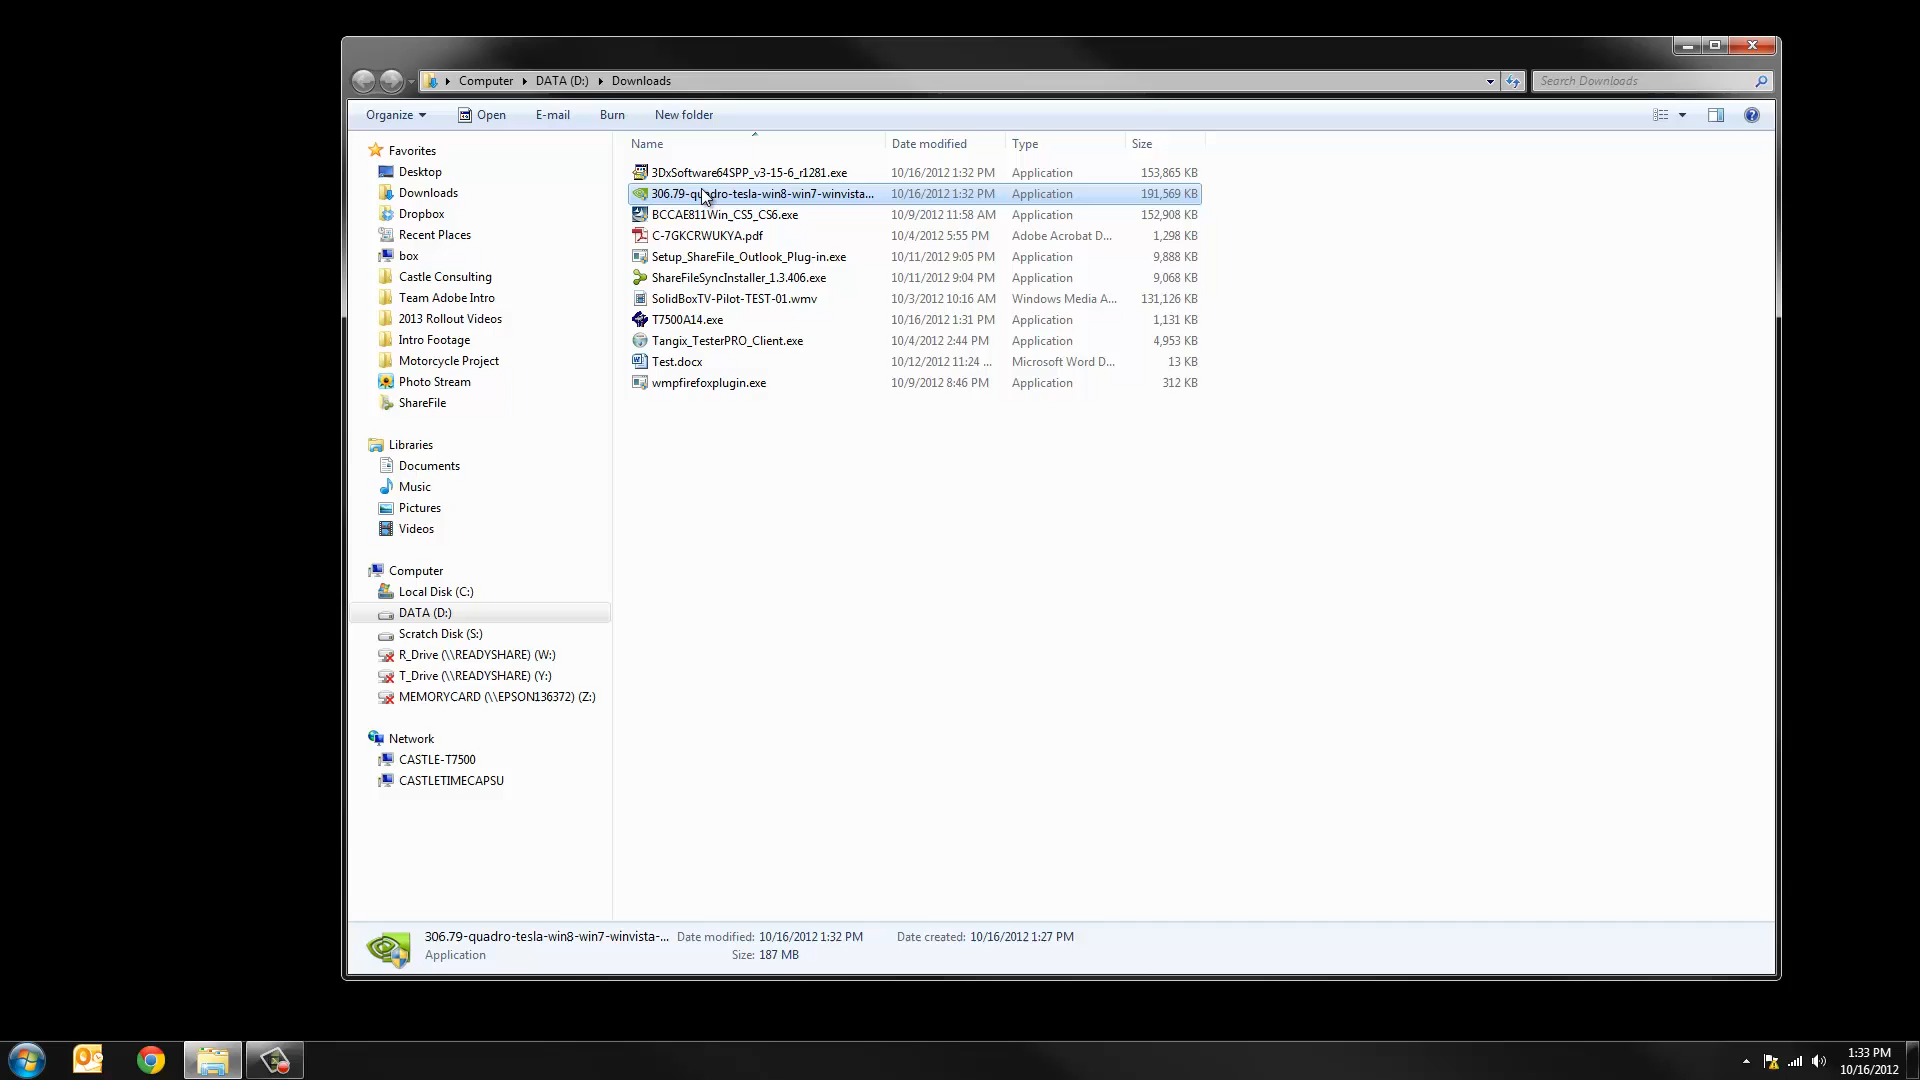 Computer DATA (D:) Downloads
Search Downloads
Organize Open E-mail Burn New folder
Name Date modified Type Size
Favorites
Desktop
Downloads
Dropbox
Recent Places
box
Castle Consulting
Team Adobe Intro
2013 Rollout Videos
Intro Footage
Motorcycle Project
Photo Stream
ShareFile
Libraries
Documents
Music
Pictures
Videos
Computer
Local Disk (C:)
DATA (D:)
Scratch Disk (S:)
R_Drive (\\READYSHARE) (W:)
T_Drive (\\READYSHARE) (Y:)
MEMORYCARD (\\EPSON136372) (Z:)
Network
CASTLE-T7500
CASTLETIMECAPSU
3DxSoftware64SPP_v3-15-6_r1281.exe 10/16/2012 1:32 PM Application 153,865 KB
306.79-quadro-tesla-win8-win7-winvista... 10/16/2012 1:32 PM Application 191,569 KB
BCCAE811Win_CS5_CS6.exe 10/9/2012 11:58 AM Application 152,908 KB
C-7GKCRWUKYA.pdf 10/4/2012 5:55 PM Adobe Acrobat D... 1,298 KB
Setup_ShareFile_Outlook_Plug-in.exe 10/11/2012 9:05 PM Application 9,888 KB
ShareFileSyncInstaller_1.3.406.exe 10/11/2012 9:04 PM Application 9,068 KB
SolidBoxTV-Pilot-TEST-01.wmv 10/3/2012 10:16 AM Windows Media A... 131,126 KB
T7500A14.exe 10/16/2012 1:31 PM Application 1,131 KB
Tangix_TesterPRO_Client.exe 10/4/2012 2:44 PM Application 4,953 KB
Test.docx 10/12/2012 11:24 ... Microsoft Word D... 13 KB
wmpfirefoxplugin.exe 10/9/2012 8:46 PM Application 312 KB
306.79-quadro-tesla-win8-win7-winvista-... Date modified: 10/16/2012 1:32 PM Date created: 10/16/2012 1:27 PM
Application Size: 187 MB
1:33 PM
10/16/2012